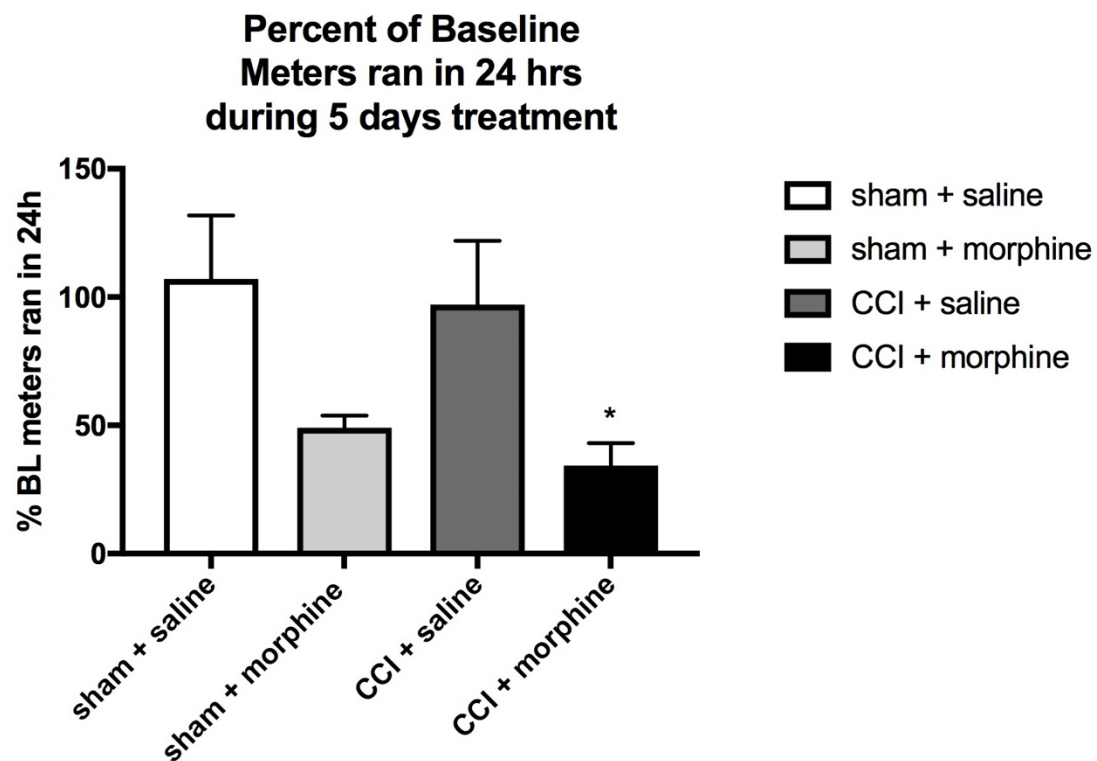 Percent of Baseline
Meters ran in 24 hrs
during 5 days treatment
% BL meters ran in 24h
150
100
50
0
*
sham + saline
sham + morphine
CCI + saline
CCI + morphine
sham + saline
sham + morphine
CCI + saline
CCI + morphine